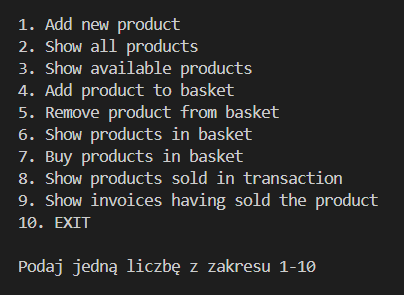 1. Add new product
2. Show all products
3. Show available products
4. Add product to basket
5. Remove product from basket
6. Show products in basket
7. Buy products in basket
8. Show products sold in transaction
9. Show invoices having sold the product
10. EXIT
Podaj jedną liczbę z zakresu 1-10